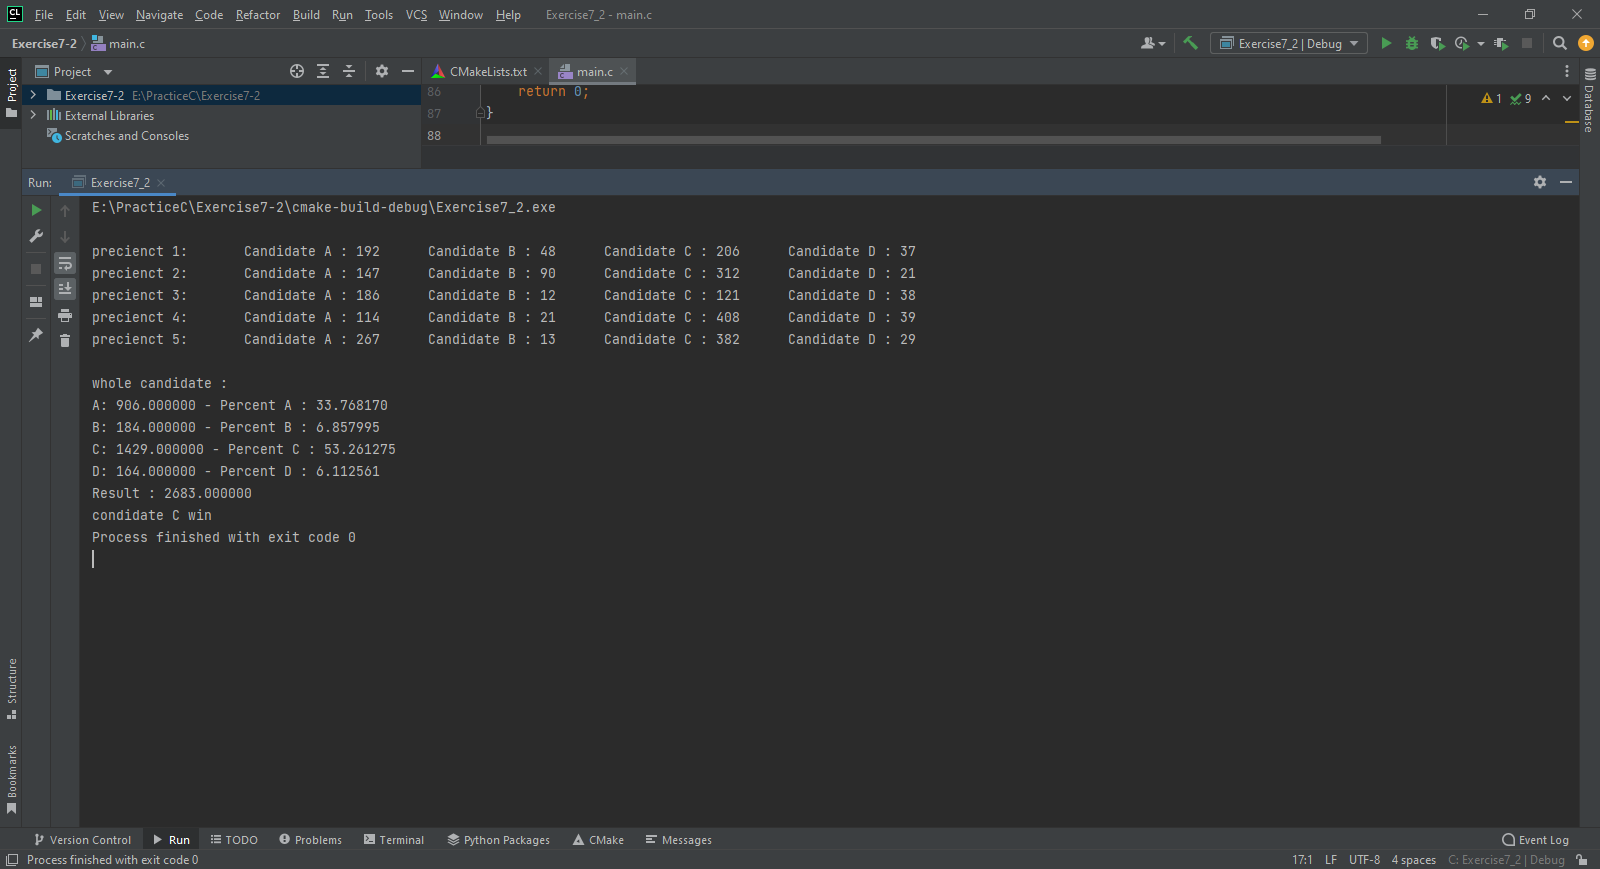 CL File Edit View Navigate Code Refactor Build Run Tools VCS Window Help Exercise7_2 - main.c
Exercise7-2 main.c Exercise7_2 | Debug
Project Project CMakeLists.txt main.c
Exercise7-2 E:\PracticeC\Exercise7-2
External Libraries
Scratches and Consoles
86 return 0;
87 }
88
1 9
Database
Run: Exercise7_2
E:\PracticeC\Exercise7-2\cmake-build-debug\Exercise7_2.exe
precienct 1: Candidate A : 192 Candidate B : 48 Candidate C : 206 Candidate D : 37
precienct 2: Candidate A : 147 Candidate B : 90 Candidate C : 312 Candidate D : 21
precienct 3: Candidate A : 186 Candidate B : 12 Candidate C : 121 Candidate D : 38
precienct 4: Candidate A : 114 Candidate B : 21 Candidate C : 408 Candidate D : 39
precienct 5: Candidate A : 267 Candidate B : 13 Candidate C : 382 Candidate D : 29
whole candidate :
A: 906.000000 - Percent A : 33.768170
B: 184.000000 - Percent B : 6.857995
C: 1429.000000 - Percent C : 53.261275
D: 164.000000 - Percent D : 6.112561
Result : 2683.000000
condidate C win
Process finished with exit code 0
Structure
Bookmarks
Version Control Run TODO Problems Terminal Python Packages CMake Messages Event Log
Process finished with exit code 0 17:1 LF UTF-8 4 spaces C: Exercise7_2 | Debug